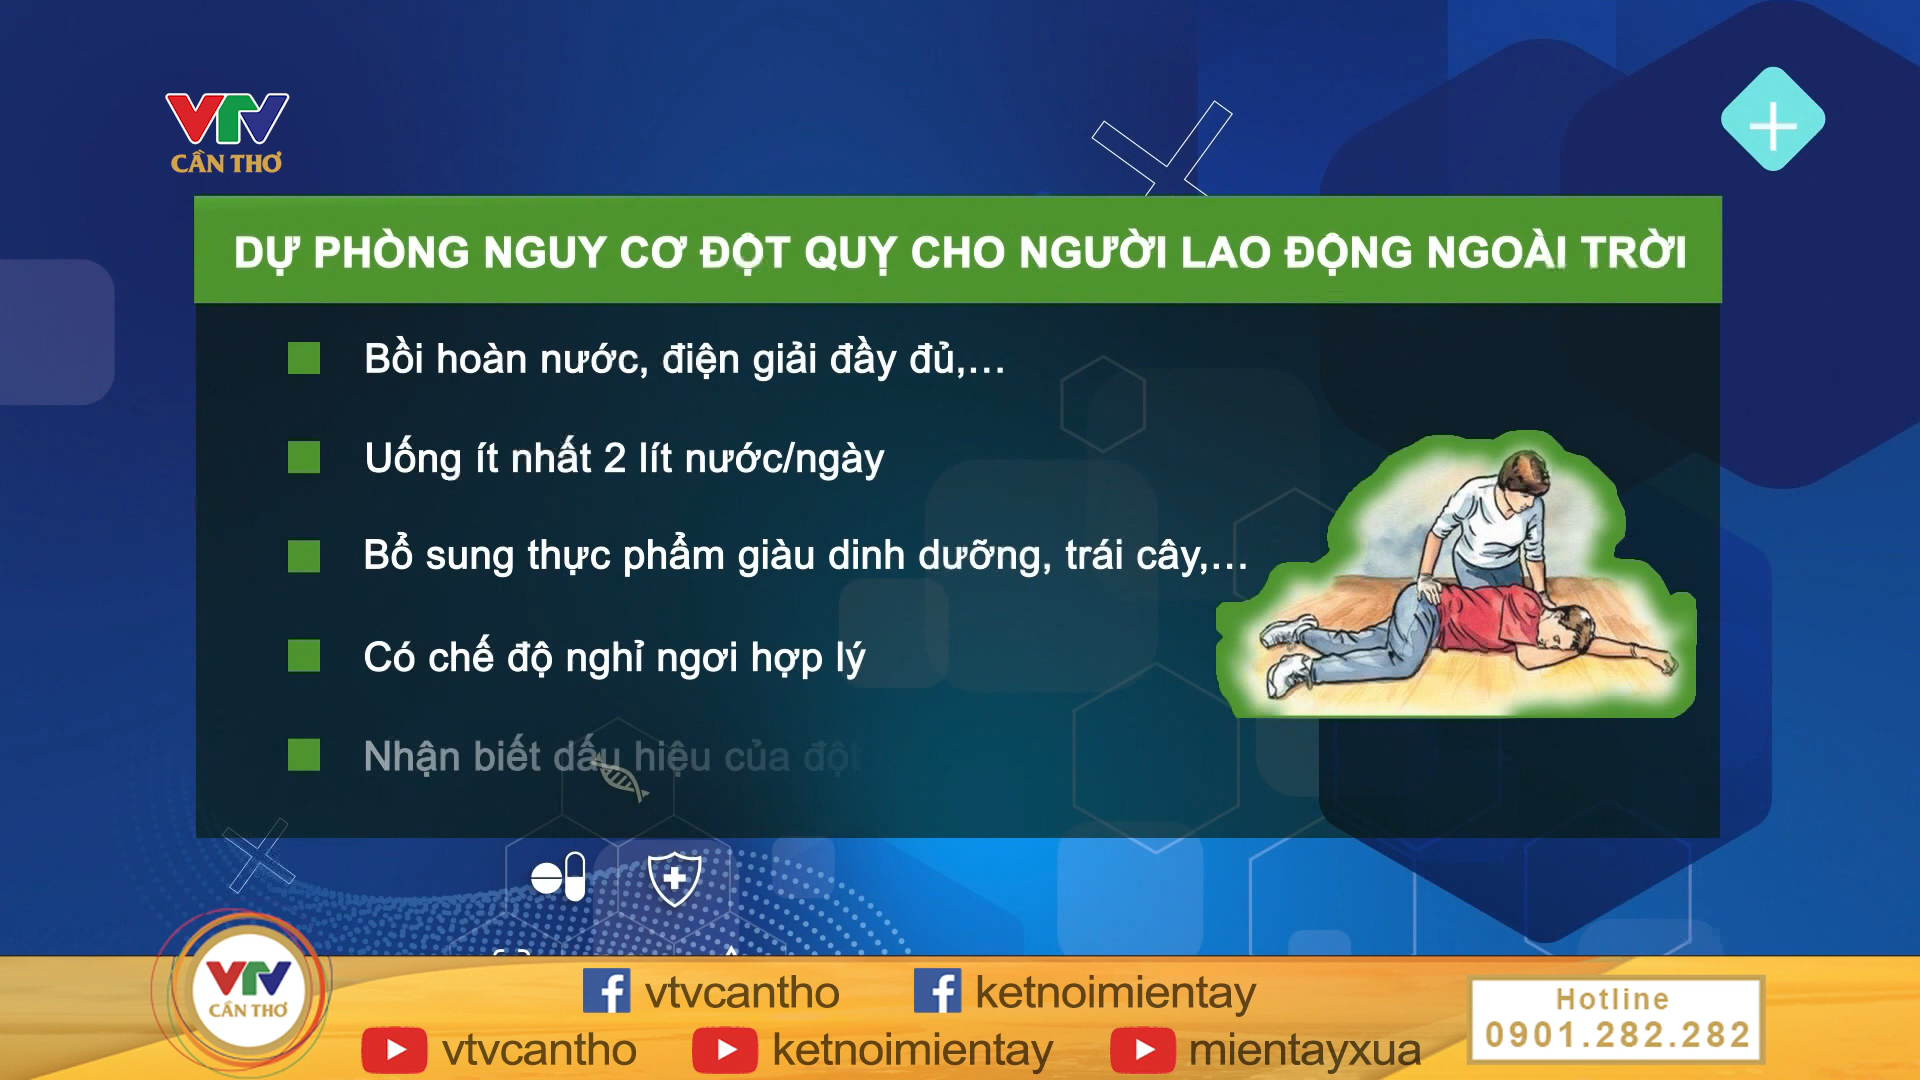 VTV
CẦN THƠ
DỰ PHÒNG NGUY CƠ ĐỘT QUỴ CHO NGƯỜI LAO ĐỘNG NGOÀI TRỜI
Bồi hoàn nước, điện giải đầy đủ,...
Uống ít nhất 2 lít nước/ngày
Bổ sung thực phẩm giàu dinh dưỡng, trái cây,...
Có chế độ nghỉ ngơi hợp lý
Nhận biết dấu hiệu của đột
VTV
CẦN THƠ
vtvcantho ketnoimientay
vtvcantho ketnoimientay mientayxua
Hotline
0901.282.282